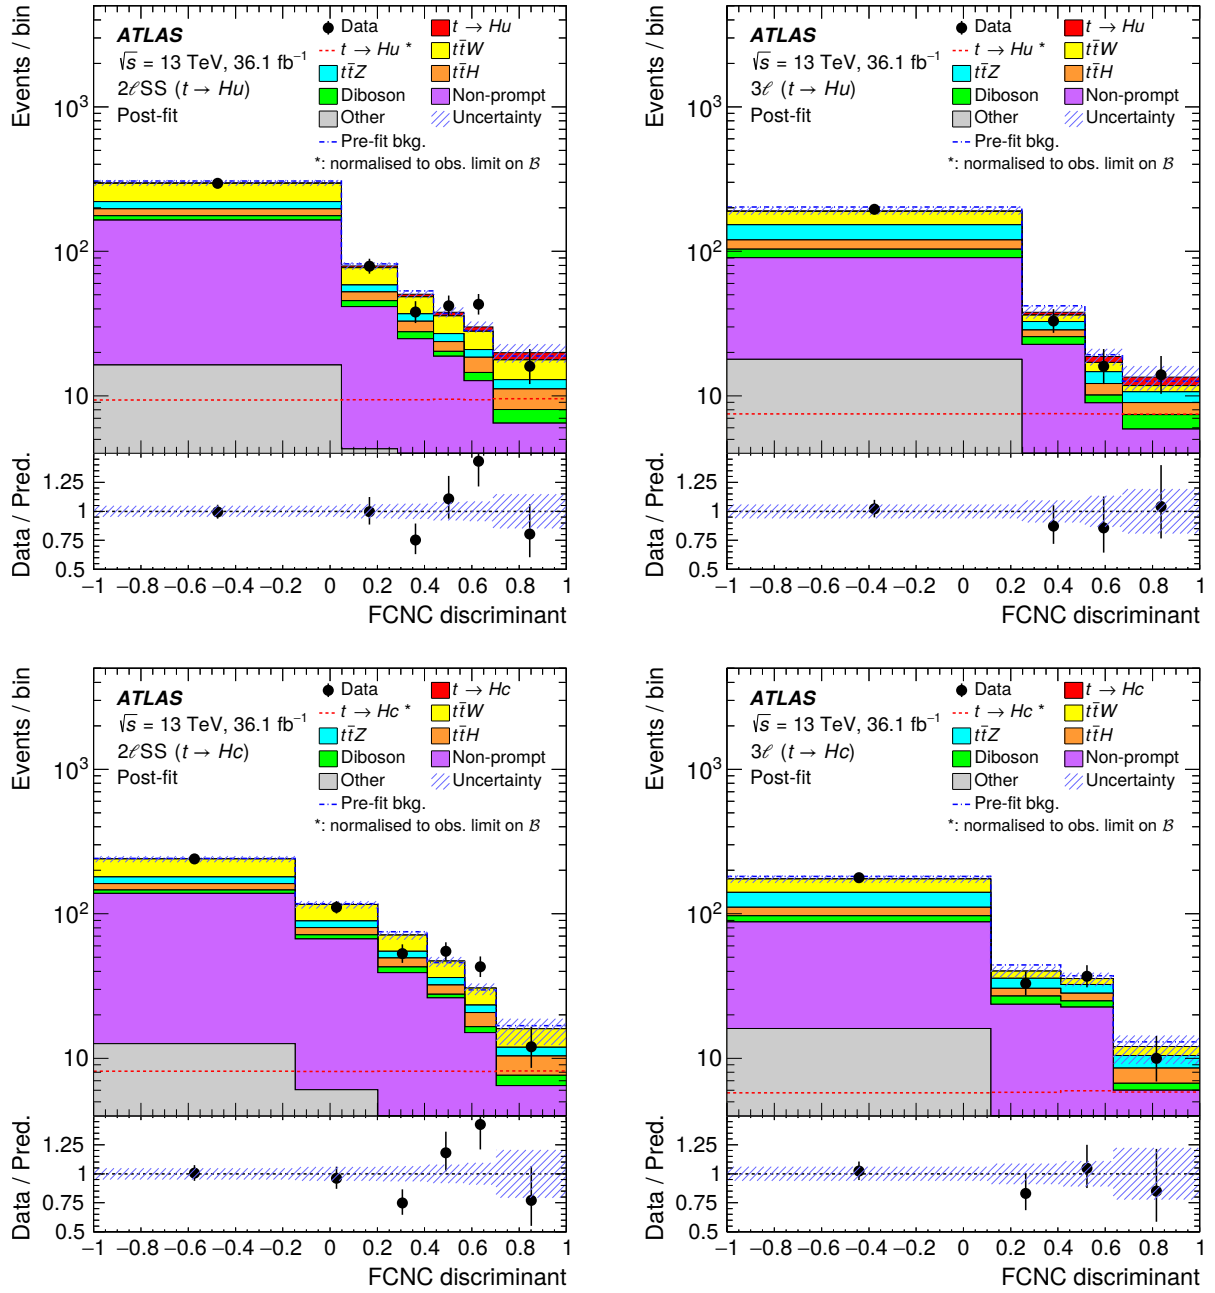 Events / bin
ATLAS
√s = 13 TeV, 36.1 fb⁻¹
2ℓSS (t → Hu)
Post-fit
Data
t → Hu
t → Hu *
tt̄W
tt̄Z
tt̄H
Diboson
Non-prompt
Other
Uncertainty
Pre-fit bkg.
*: normalised to obs. limit on ℬ
10³
10²
10
Data / Pred.
1.25
1
0.75
0.5
−1 −0.8 −0.6 −0.4 −0.2 0 0.2 0.4 0.6 0.8 1
FCNC discriminant
Events / bin
ATLAS
√s = 13 TeV, 36.1 fb⁻¹
3ℓ (t → Hu)
Post-fit
Data
t → Hu
t → Hu *
tt̄W
tt̄Z
tt̄H
Diboson
Non-prompt
Other
Uncertainty
Pre-fit bkg.
*: normalised to obs. limit on ℬ
10³
10²
10
Data / Pred.
1.25
1
0.75
0.5
−1 −0.8 −0.6 −0.4 −0.2 0 0.2 0.4 0.6 0.8 1
FCNC discriminant
Events / bin
ATLAS
√s = 13 TeV, 36.1 fb⁻¹
2ℓSS (t → Hc)
Post-fit
Data
t → Hc
t → Hc *
tt̄W
tt̄Z
tt̄H
Diboson
Non-prompt
Other
Uncertainty
Pre-fit bkg.
*: normalised to obs. limit on ℬ
10³
10²
10
Data / Pred.
1.25
1
0.75
0.5
−1 −0.8 −0.6 −0.4 −0.2 0 0.2 0.4 0.6 0.8 1
FCNC discriminant
Events / bin
ATLAS
√s = 13 TeV, 36.1 fb⁻¹
3ℓ (t → Hc)
Post-fit
Data
t → Hc
t → Hc *
tt̄W
tt̄Z
tt̄H
Diboson
Non-prompt
Other
Uncertainty
Pre-fit bkg.
*: normalised to obs. limit on ℬ
10³
10²
10
Data / Pred.
1.25
1
0.75
0.5
−1 −0.8 −0.6 −0.4 −0.2 0 0.2 0.4 0.6 0.8 1
FCNC discriminant